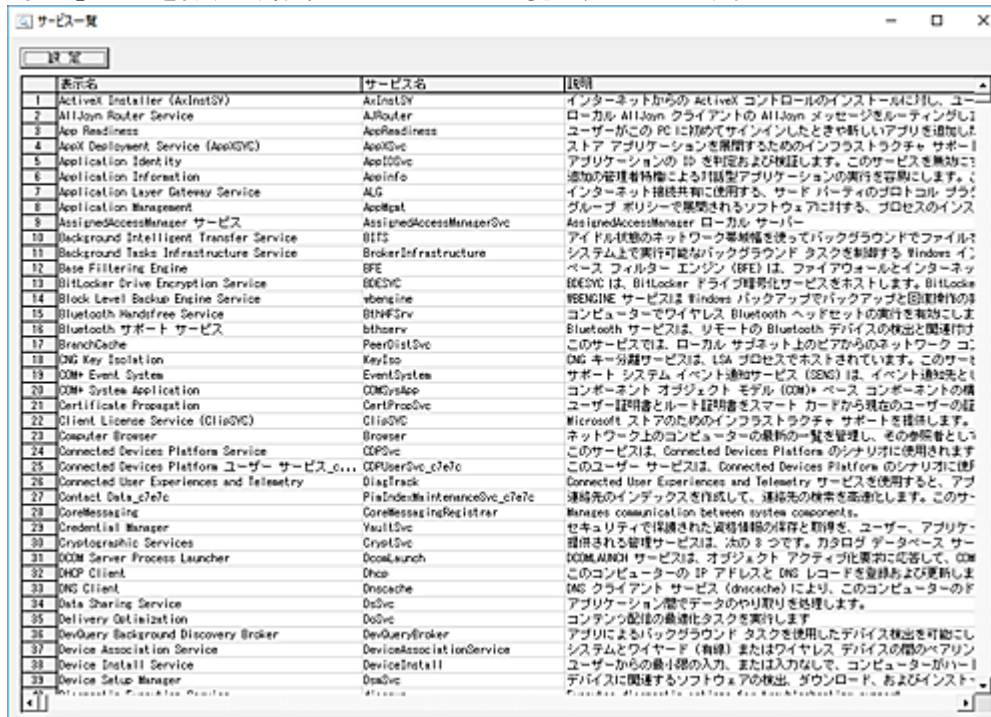 サービス一覧
設定
表示名 サービス名 説明
1 ActiveX Installer (AxInstSV) AxInstSV インターネットからの ActiveX コントロールのインストールに対し、ユー
2 AllJoyn Router Service AJRouter ローカル AllJoyn クライアントの AllJoyn メッセージをルーティングし
3 App Readiness AppReadiness ユーザーがこの PC に初めてサインインしたときや新しいアプリを追加した
4 AppX Deployment Service (AppXSVC) AppXSvc ストア アプリケーションを展開するためのインフラストラクチャ サポー
5 Application Identity AppIDSvc アプリケーションの ID を判定および検証します。このサービスを無効に
6 Application Information Appinfo 追加の管理者特権による対話型アプリケーションの実行を容易にします。
7 Application Layer Gateway Service ALG インターネット接続共有に使用する、サード パーティのプロトコル プラ
8 Application Management AppMgmt グループ ポリシーで展開されるソフトウェアに対する、プロセスのインス
9 AssignedAccessManager サービス AssignedAccessManagerSvc AssignedAccessManager ローカル サーバー
10 Background Intelligent Transfer Service BITS アイドル状態のネットワーク帯域幅を使ってバックグラウンドでファイル
11 Background Tasks Infrastructure Service BrokerInfrastructure システム上で実行可能なバックグラウンド タスクを制御する Windows イ
12 Base Filtering Engine BFE ベース フィルター エンジン (BFE) は、ファイアウォールとインターネッ
13 BitLocker Drive Encryption Service BDESVC BDESVC は、BitLocker ドライブ暗号化サービスをホストします。BitLocke
14 Block Level Backup Engine Service wbengine WBENGINE サービスは Windows バックアップでバックアップと回復操作の
15 Bluetooth Handsfree Service BthHFSrv コンピューターでワイヤレス Bluetooth ヘッドセットの実行を有効にしま
16 Bluetooth サポート サービス bthserv Bluetooth サービスは、リモートの Bluetooth デバイスの検出と関連付け
17 BranchCache PeerDistSvc このサービスでは、ローカル サブネット上のピアからのネットワーク コ
18 CNG Key Isolation KeyIso CNG キー分離サービスは、LSA プロセスでホストされています。このサー
19 COM+ Event System EventSystem サポート システム イベント通知サービス (SENS) は、イベント通知先と
20 COM+ System Application COMSysApp コンポーネント オブジェクト モデル (COM)+ ベース コンポーネントの構
21 Certificate Propagation CertPropSvc ユーザー証明書とルート証明書をスマート カードから現在のユーザーの証
22 Client License Service (ClipSVC) ClipSVC Microsoft ストアのためのインフラストラクチャ サポートを提供します。
23 Computer Browser Browser ネットワーク上のコンピューターの最新の一覧を管理し、その参照者とし
24 Connected Devices Platform Service CDPSvc このサービスは、Connected Devices Platform のシナリオに使用されます
25 Connected Devices Platform ユーザー サービス_c... CDPUserSvc_c7e7c このユーザー サービスは、Connected Devices Platform のシナリオに使
26 Connected User Experiences and Telemetry DiagTrack Connected User Experiences and Telemetry サービスを使用すると、アプ
27 Contact Data_c7e7c PimIndexMaintenanceSvc_c7e7c 連絡先のインデックスを作成して、連絡先の検索を高速化します。このサー
28 CoreMessaging CoreMessagingRegistrar Manages communication between system components.
29 Credential Manager VaultSvc セキュリティで保護された資格情報の保存と取得を、ユーザー、アプリケー
30 Cryptographic Services CryptSvc 提供される管理サービスは、次の 3 つです。カタログ データベース サー
31 DCOM Server Process Launcher DcomLaunch DCOMLAUNCH サービスは、オブジェクト アクティブ化要求に応答して、COM
32 DHCP Client Dhcp このコンピューターの IP アドレスと DNS レコードを登録および更新しま
33 DNS Client Dnscache DNS クライアント サービス (dnscache) により、このコンピューターのド
34 Data Sharing Service DsSvc アプリケーション間でデータのやり取りを処理します。
35 Delivery Optimization DoSvc コンテンツ配信の最適化タスクを実行します
36 DevQuery Background Discovery Broker DevQueryBroker アプリによるバックグラウンド タスクを使用したデバイス検出を可能にし
37 Device Association Service DeviceAssociationService システムとワイヤード (有線) またはワイヤレス デバイスの間のペアリン
38 Device Install Service DeviceInstall ユーザーからの最小限の入力、または入力なしで、コンピューターがハー
39 Device Setup Manager DsmSvc デバイスに関連するソフトウェアの検出、ダウンロード、およびインスト